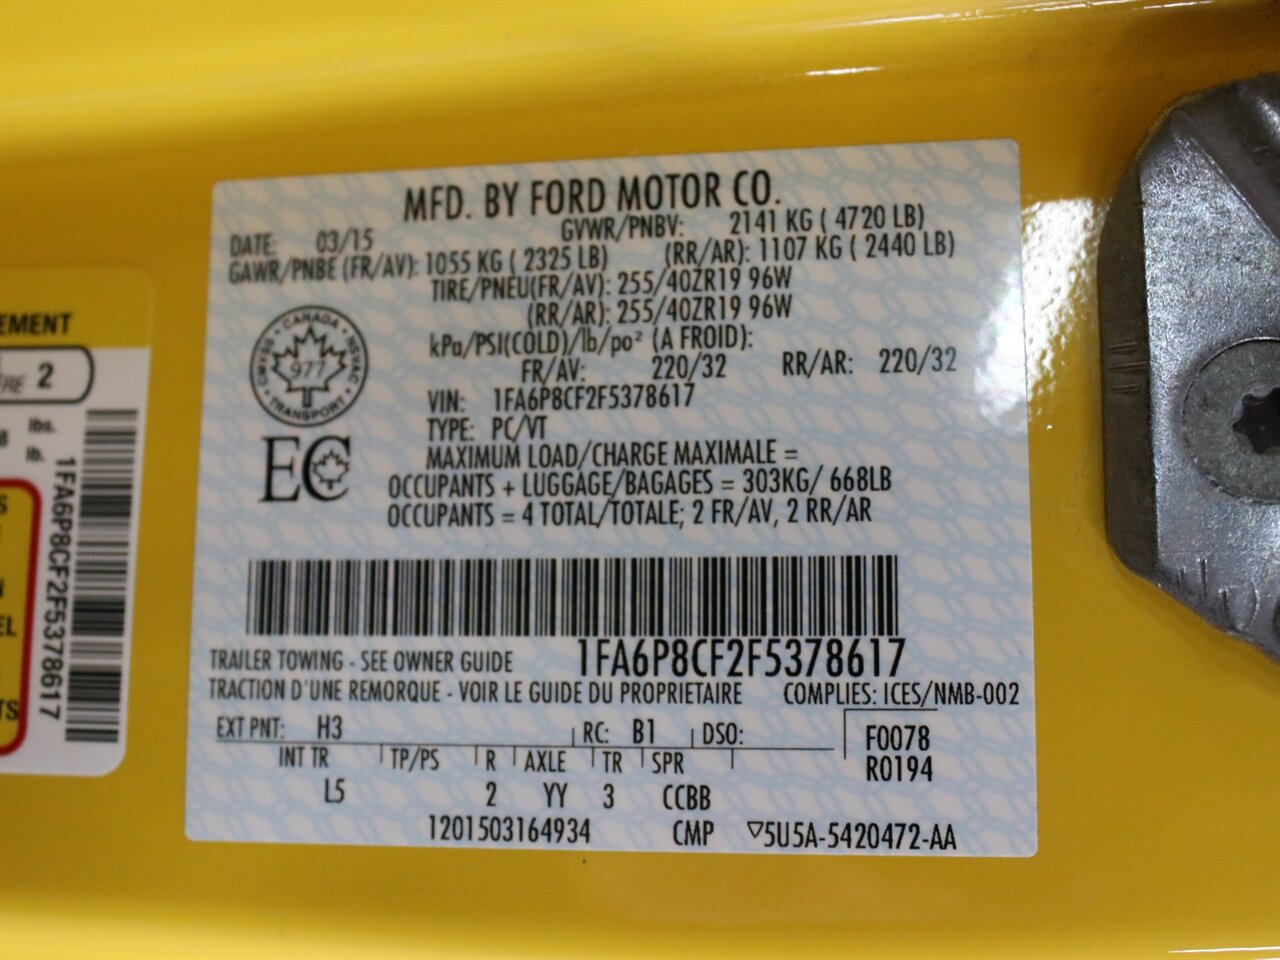 MFD. BY FORD MOTOR CO.
DATE: 03/15 GVWR/PNBV: 2141 KG ( 4720 LB)
GAWR/PNBE (FR/AV): 1055 KG ( 2325 LB) (RR/AR): 1107 KG ( 2440 LB)
TIRE/PNEU(FR/AV): 255/40ZR19 96W
(RR/AR): 255/40ZR19 96W
kPa/PSI(COLD)/lb/po² (A FROID):
FR/AV: 220/32 RR/AR: 220/32
VIN: 1FA6P8CF2F5378617
TYPE: PC/VT
MAXIMUM LOAD/CHARGE MAXIMALE =
OCCUPANTS + LUGGAGE/BAGAGES = 303KG/ 668LB
OCCUPANTS = 4 TOTAL/TOTALE; 2 FR/AV, 2 RR/AR
CANADA
CMVSS NSVAC
977
TRANSPORT
EC
1FA6P8CF2F5378617
TRAILER TOWING - SEE OWNER GUIDE
TRACTION D'UNE REMORQUE - VOIR LE GUIDE DU PROPRIETAIRE COMPLIES: ICES/NMB-002
EXT PNT: H3 RC: B1 DSO: F0078
INT TR TP/PS R AXLE TR SPR R0194
L5 2 YY 3 CCBB
1201503164934 CMP ▽5U5A-5420472-AA
EMENT
TRE 2
lbs.
lb.
1FA6P8CF2F5378617